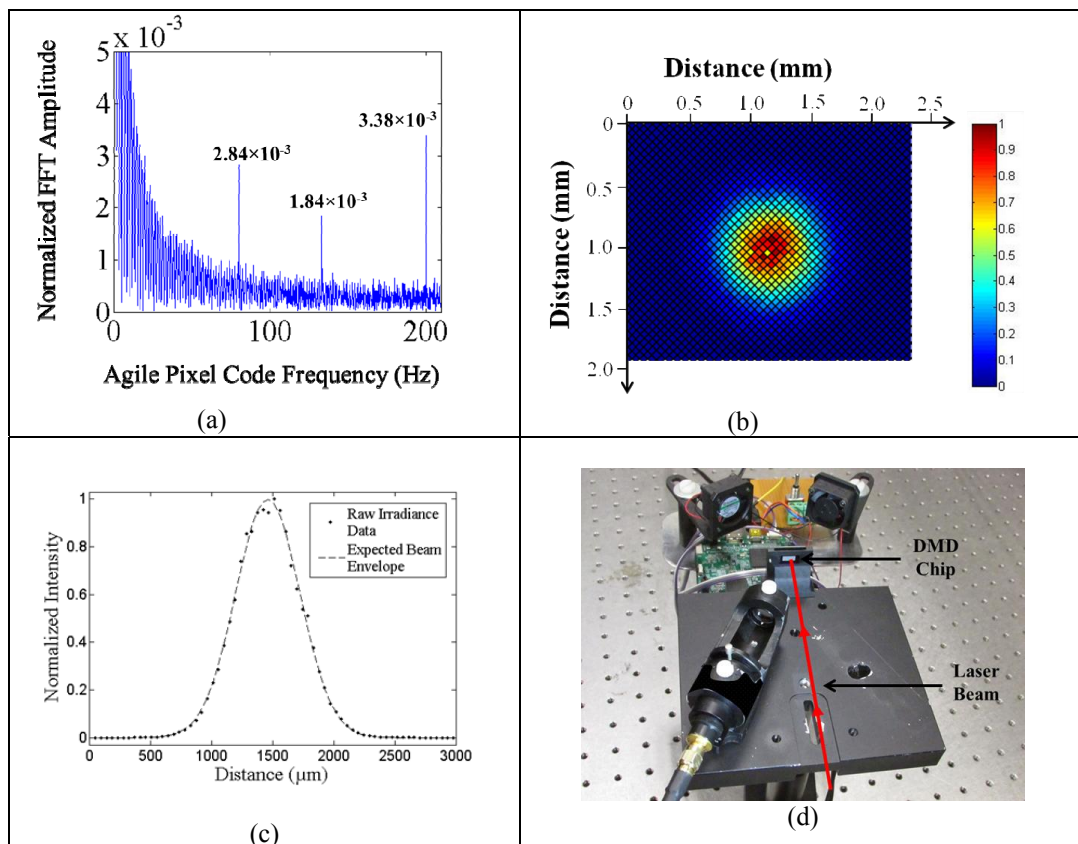 5 x 10⁻³
4
3
2
1
0
0
100
200
2.84×10⁻³
1.84×10⁻³
3.38×10⁻³
Normalized FFT Amplitude
Agile Pixel Code Frequency (Hz)
(a)
Distance (mm)
0 0.5 1.0 1.5 2.0 2.5
0
0.5
1.0
1.5
2.0
Distance (mm)
1
0.9
0.8
0.7
0.6
0.5
0.4
0.3
0.2
0.1
0
(b)
1
0.8
0.6
0.4
0.2
0
Normalized Intensity
Raw Irradiance
Data
Expected Beam
Envelope
0 500 1000 1500 2000 2500 3000
Distance (µm)
(c)
DMD
Chip
Laser
Beam
(d)